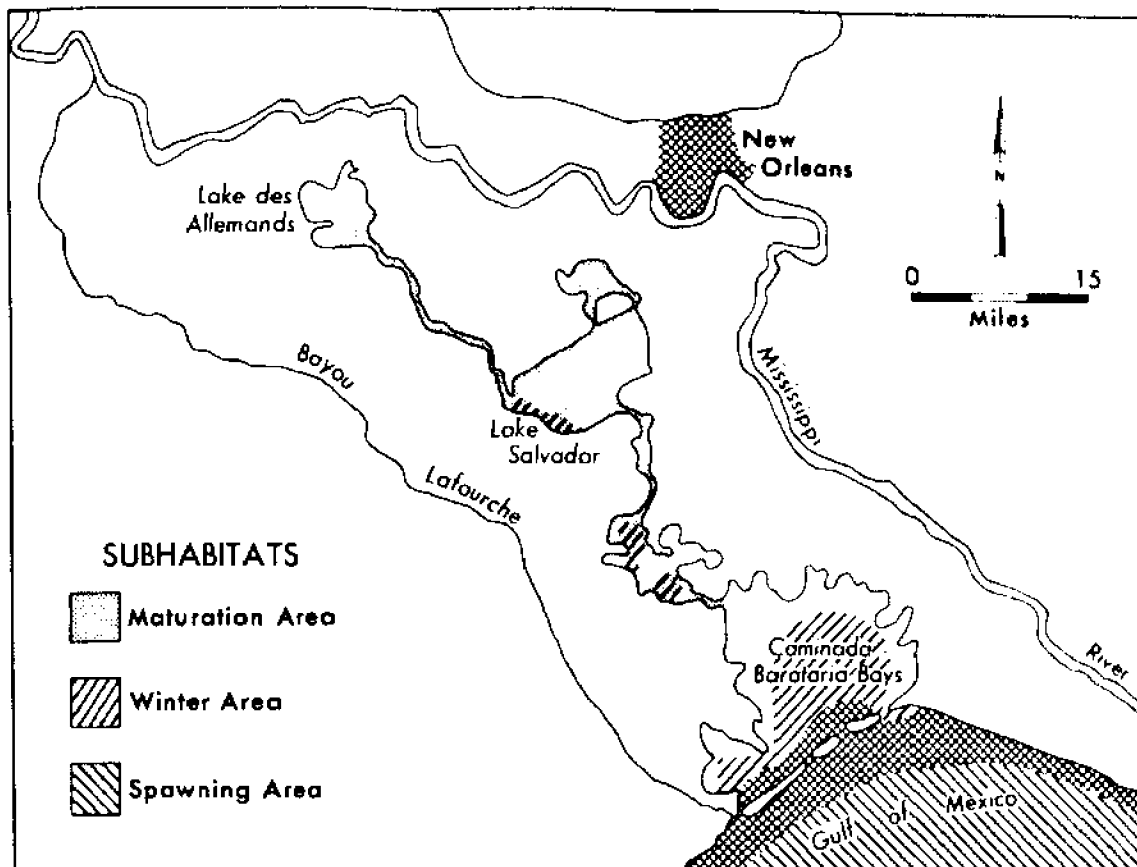 New
Orleans
Lake des
Allemands
N
0 15
Miles
Bayou
Lafourche
Mississippi
River
Lake
Salvador
SUBHABITATS
Maturation Area
Winter Area
Spawning Area
Caminada
Barataria Bays
Gulf of Mexico